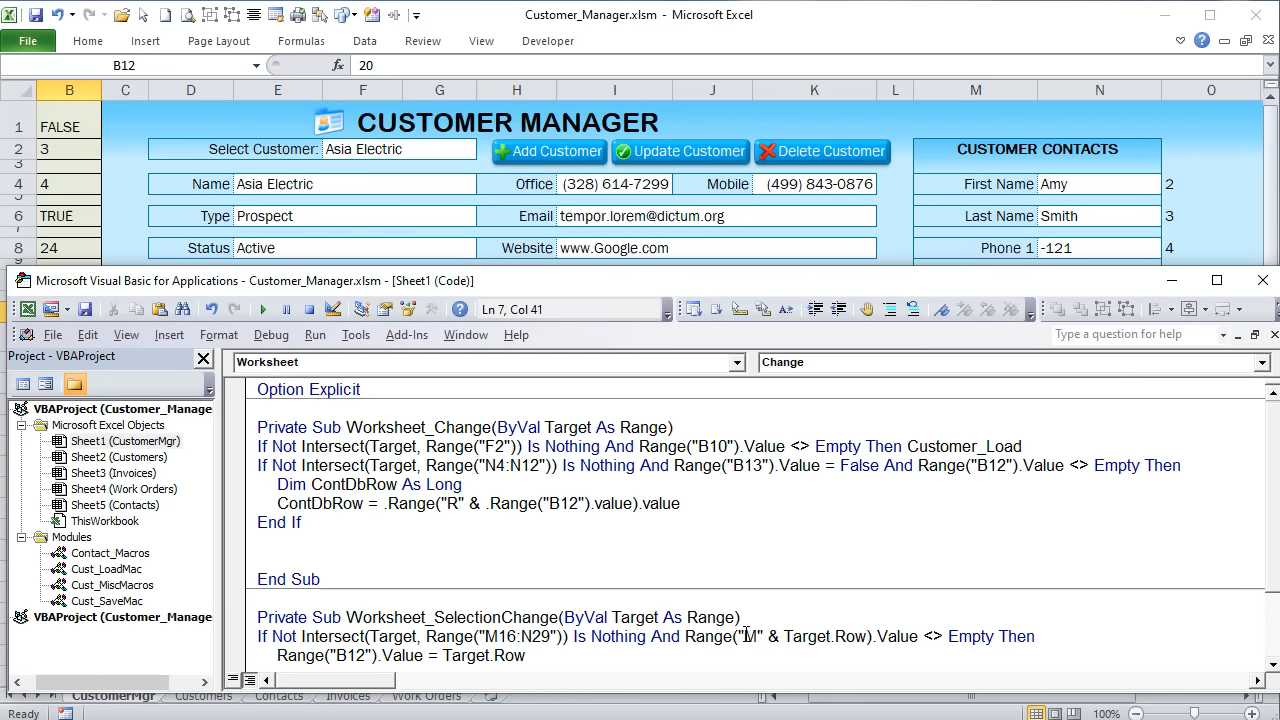 Customer_Manager.xlsm - Microsoft Excel
File Home Insert Page Layout Formulas Data Review View Developer
B12 fx 20
B C D E F G H I J K L M N O
1 FALSE CUSTOMER MANAGER
2 3 Select Customer: Asia Electric Add Customer Update Customer Delete Customer CUSTOMER CONTACTS
3
4 4 Name Asia Electric Office (328) 614-7299 Mobile (499) 843-0876 First Name Amy 2
5
6 TRUE Type Prospect Email tempor.lorem@dictum.org Last Name Smith 3
7
8 24 Status Active Website www.Google.com Phone 1 -121 4
9
Microsoft Visual Basic for Applications - Customer_Manager.xlsm - [Sheet1 (Code)]
Ln 7, Col 41
File Edit View Insert Format Debug Run Tools Add-Ins Window Help Type a question for help
Project - VBAProject
Worksheet Change
VBAProject (Customer_Manage
Microsoft Excel Objects
Sheet1 (CustomerMgr)
Sheet2 (Customers)
Sheet3 (Invoices)
Sheet4 (Work Orders)
Sheet5 (Contacts)
ThisWorkbook
Modules
Contact_Macros
Cust_LoadMac
Cust_MiscMacros
Cust_SaveMac
VBAProject (Customer_Manage
Option Explicit
Private Sub Worksheet_Change(ByVal Target As Range)
If Not Intersect(Target, Range("F2")) Is Nothing And Range("B10").Value <> Empty Then Customer_Load
If Not Intersect(Target, Range("N4:N12")) Is Nothing And Range("B13").Value = False And Range("B12").Value <> Empty Then
Dim ContDbRow As Long
ContDbRow = .Range("R" & .Range("B12").value).value
End If
End Sub
Private Sub Worksheet_SelectionChange(ByVal Target As Range)
If Not Intersect(Target, Range("M16:N29")) Is Nothing And Range("M" & Target.Row).Value <> Empty Then
Range("B12").Value = Target.Row
CustomerMgr Customers Contacts Invoices Work Orders
Ready 100%